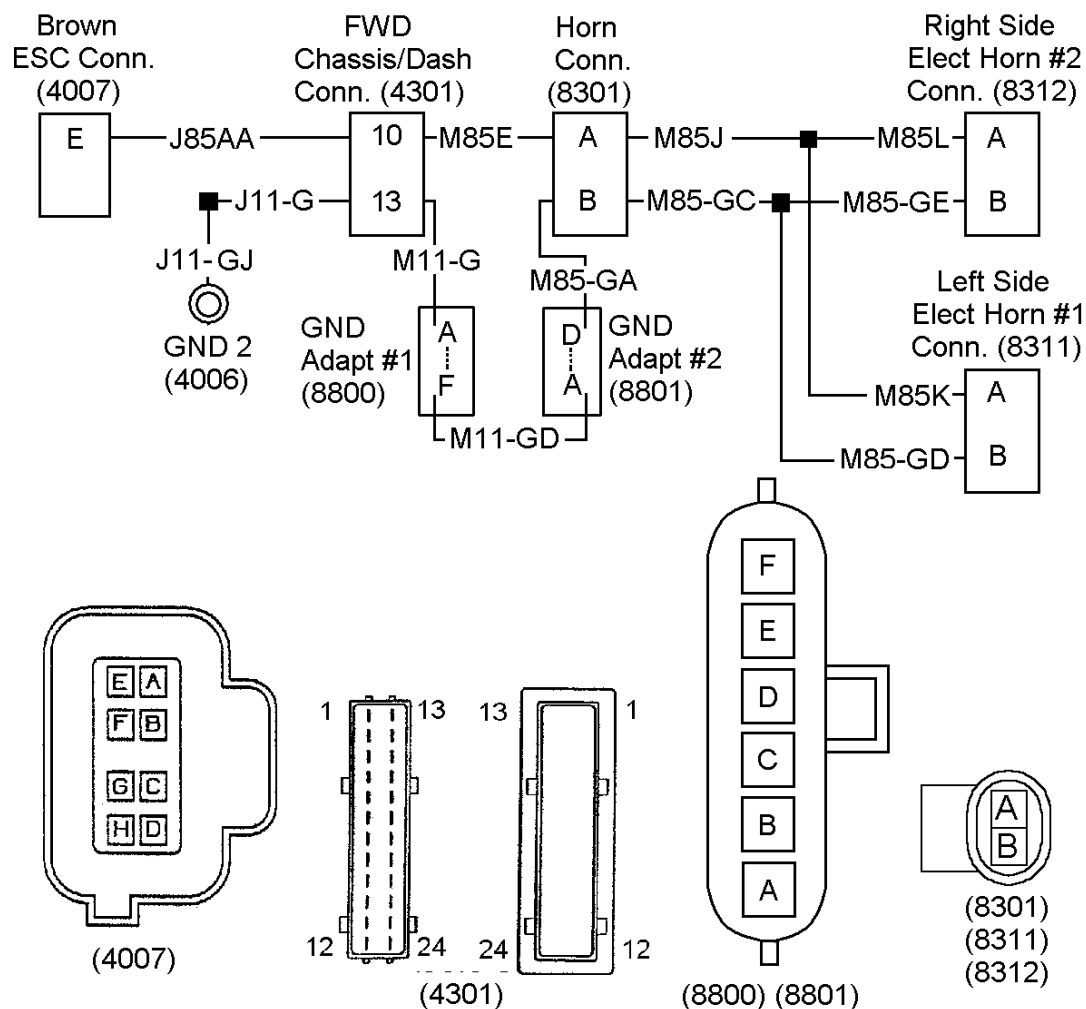 Brown
ESC Conn.
(4007)
FWD
Chassis/Dash
Conn. (4301)
Horn
Conn.
(8301)
Right Side
Elect Horn #2
Conn. (8312)
E
J85AA
10
M85E
A
M85J
M85L
A
J11-G
13
B
M85-GC
M85-GE
B
J11-GJ
M11-G
M85-GA
GND 2
(4006)
GND
Adapt #1
(8800)
A
F
D
A
GND
Adapt #2
(8801)
M11-GD
Left Side
Elect Horn #1
Conn. (8311)
M85K
A
M85-GD
B
E A
F B
G C
H D
(4007)
1
13
12
24
13
1
24
12
(4301)
F
E
D
C
B
A
(8800) (8801)
A
B
(8301)
(8311)
(8312)